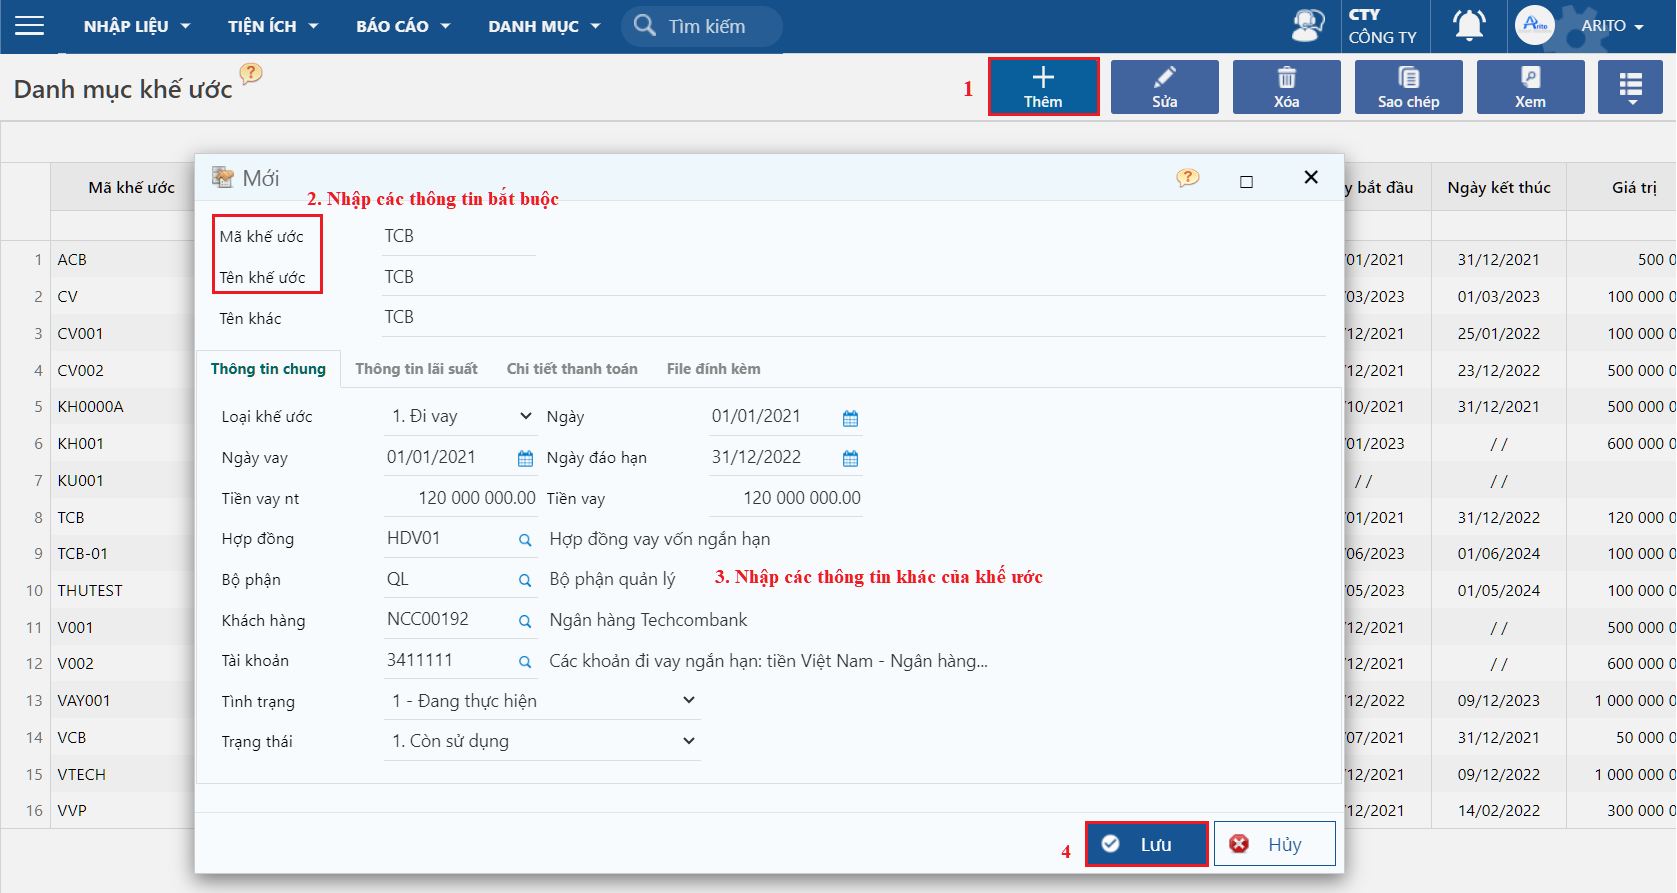 NHẬP LIỆU TIỆN ÍCH BÁO CÁO DANH MỤC Tìm kiếm CTY CÔNG TY Arito ARITO
Danh mục khế ước ? 1 Thêm Sửa Xóa Sao chép Xem
Mới ?
2. Nhập các thông tin bắt buộc
Mã khế ước y bắt đầu Ngày kết thúc Giá trị
Mã khế ước TCB
Tên khế ước TCB
Tên khác TCB
Thông tin chung Thông tin lãi suất Chi tiết thanh toán File đính kèm
Loại khế ước 1. Đi vay Ngày 01/01/2021
Ngày vay 01/01/2021 Ngày đáo hạn 31/12/2022
Tiền vay nt 120 000 000.00 Tiền vay 120 000 000.00
Hợp đồng HDV01 Hợp đồng vay vốn ngắn hạn
Bộ phận QL Bộ phận quản lý
3. Nhập các thông tin khác của khế ước
Khách hàng NCC00192 Ngân hàng Techcombank
Tài khoản 3411111 Các khoản đi vay ngắn hạn: tiền Việt Nam - Ngân hàng...
Tình trạng 1 - Đang thực hiện
Trạng thái 1. Còn sử dụng
4 Lưu Hủy
1 ACB /01/2021 31/12/2021 500 0
2 CV /03/2023 01/03/2023 100 000 0
3 CV001 /12/2021 25/01/2022 100 000 0
4 CV002 /12/2021 23/12/2022 500 000 0
5 KH0000A /10/2021 31/12/2021 500 000 0
6 KH001 /01/2023 / / 600 000 0
7 KU001 / / / /
8 TCB /01/2021 31/12/2022 120 000 0
9 TCB-01 /06/2023 01/06/2024 100 000 0
10 THUTEST /05/2023 01/05/2024 100 000 0
11 V001 /12/2021 / / 500 000 0
12 V002 /12/2021 / / 600 000 0
13 VAY001 /12/2022 09/12/2023 1 000 000 0
14 VCB /07/2021 31/12/2021 50 000 0
15 VTECH /12/2021 09/12/2022 1 000 000 0
16 VVP /12/2021 14/02/2022 300 000 0